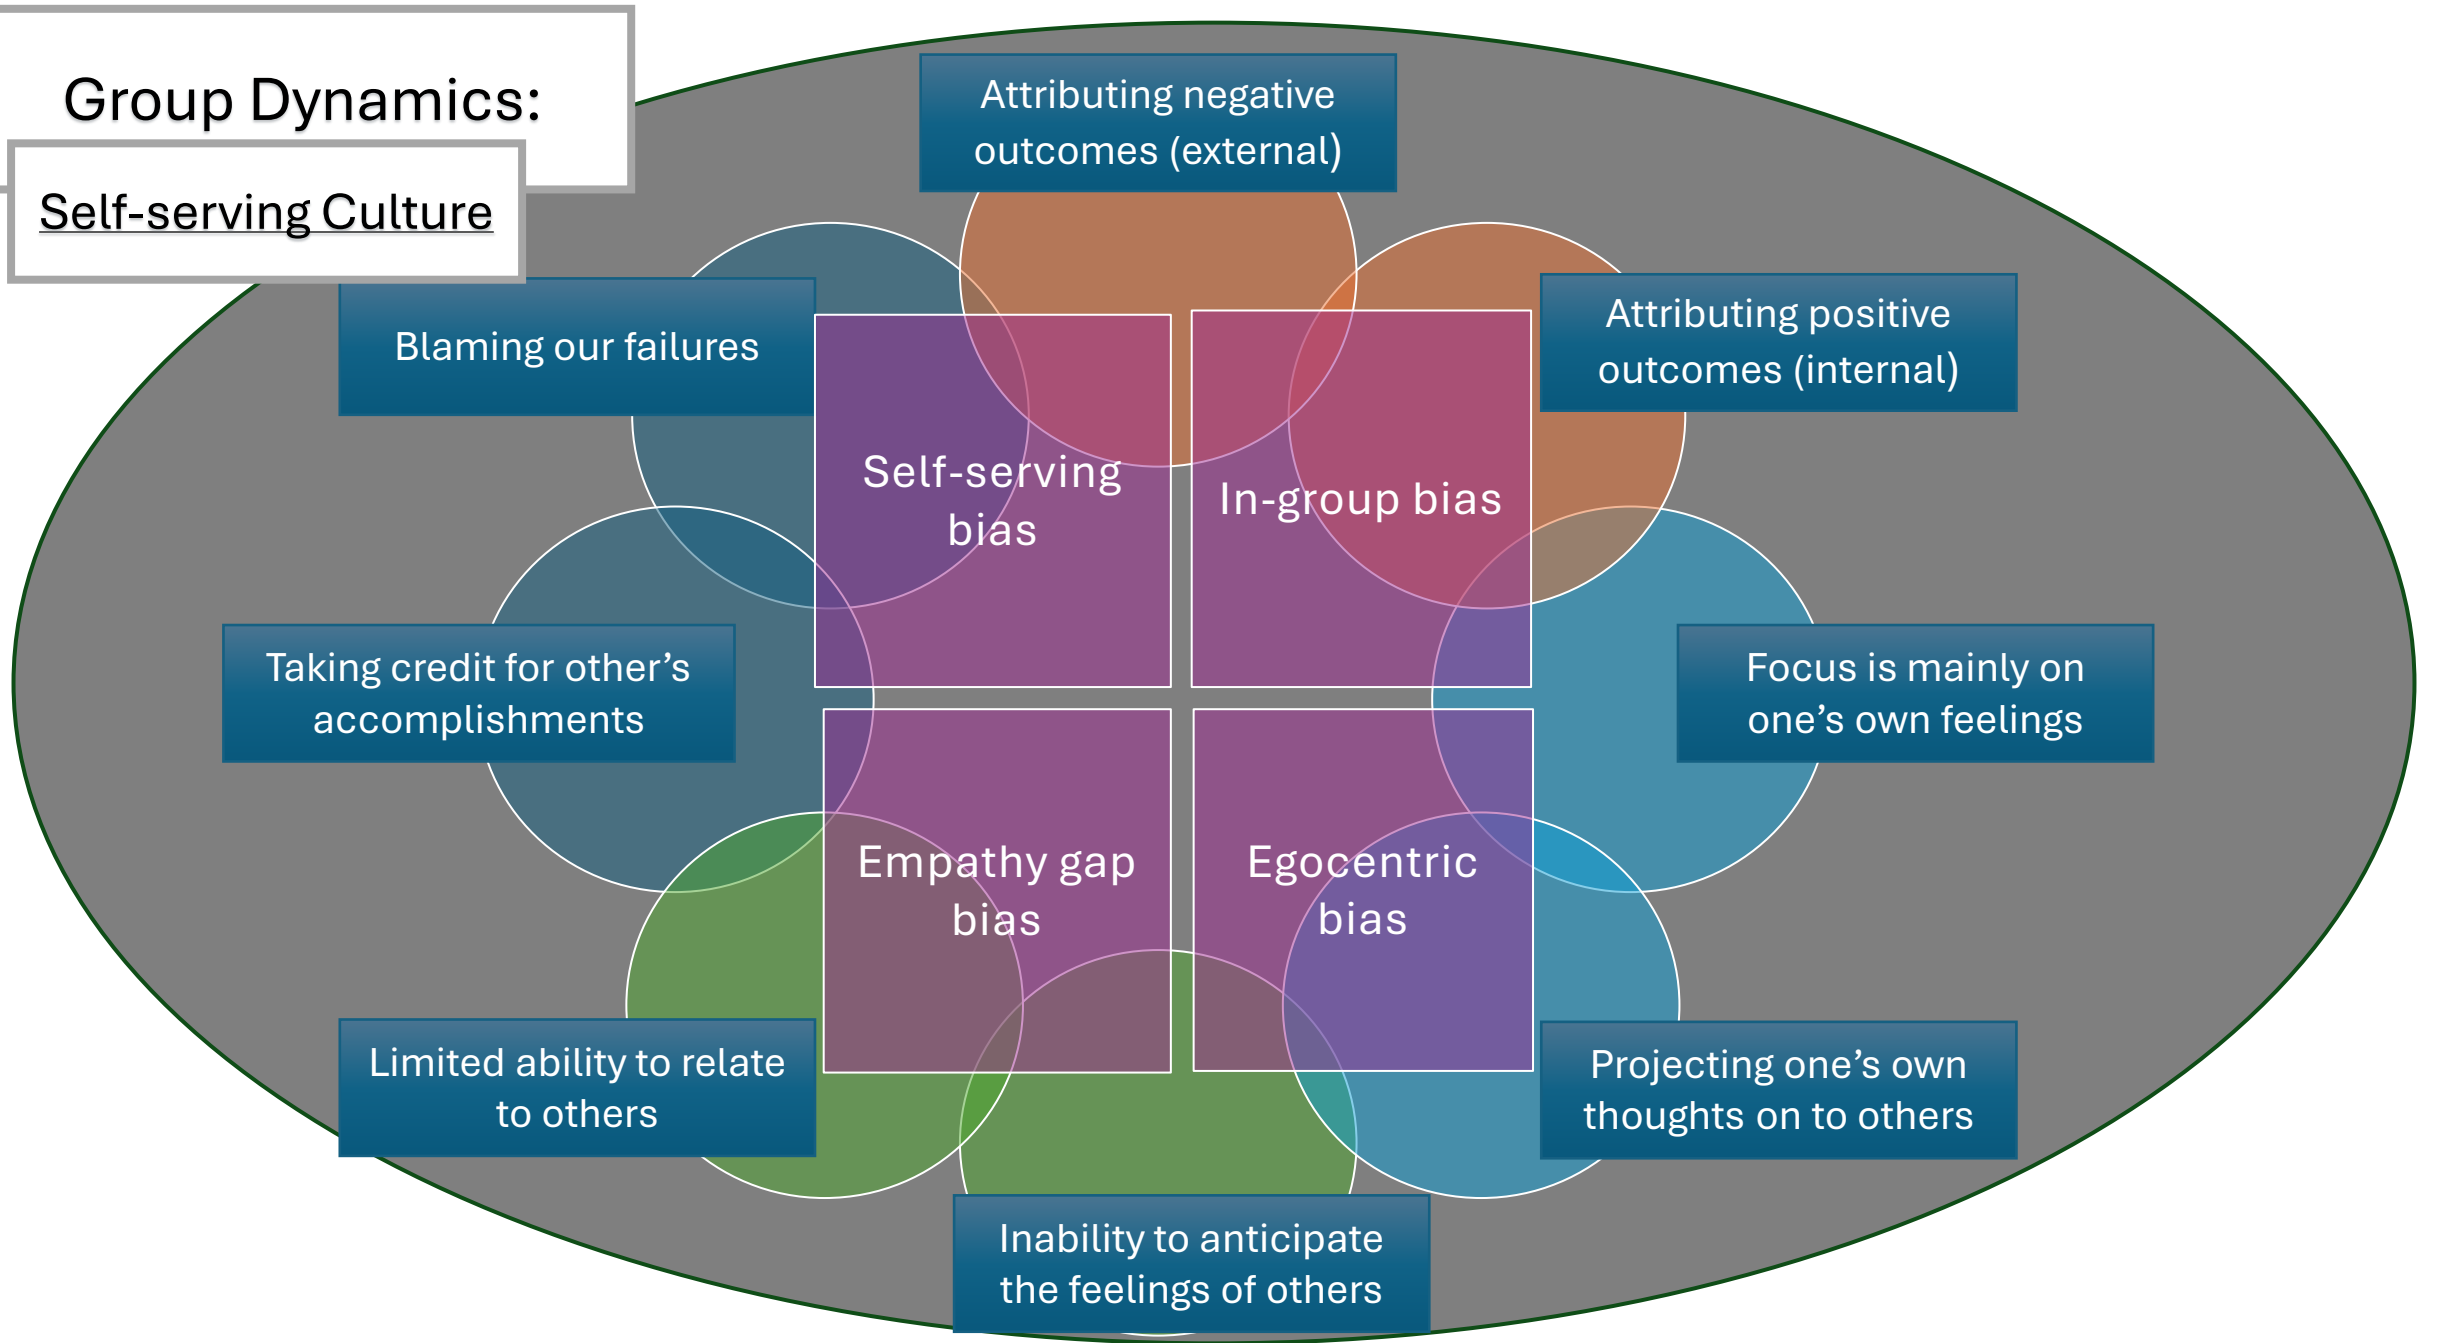 Group Dynamics:
Self-serving Culture
Attributing negative
outcomes (external)
Attributing positive
outcomes (internal)
Blaming our failures
Self-serving
bias
In-group bias
Taking credit for other’s
accomplishments
Focus is mainly on
one’s own feelings
Empathy gap
bias
Egocentric
bias
Limited ability to relate
to others
Projecting one’s own
thoughts on to others
Inability to anticipate
the feelings of others